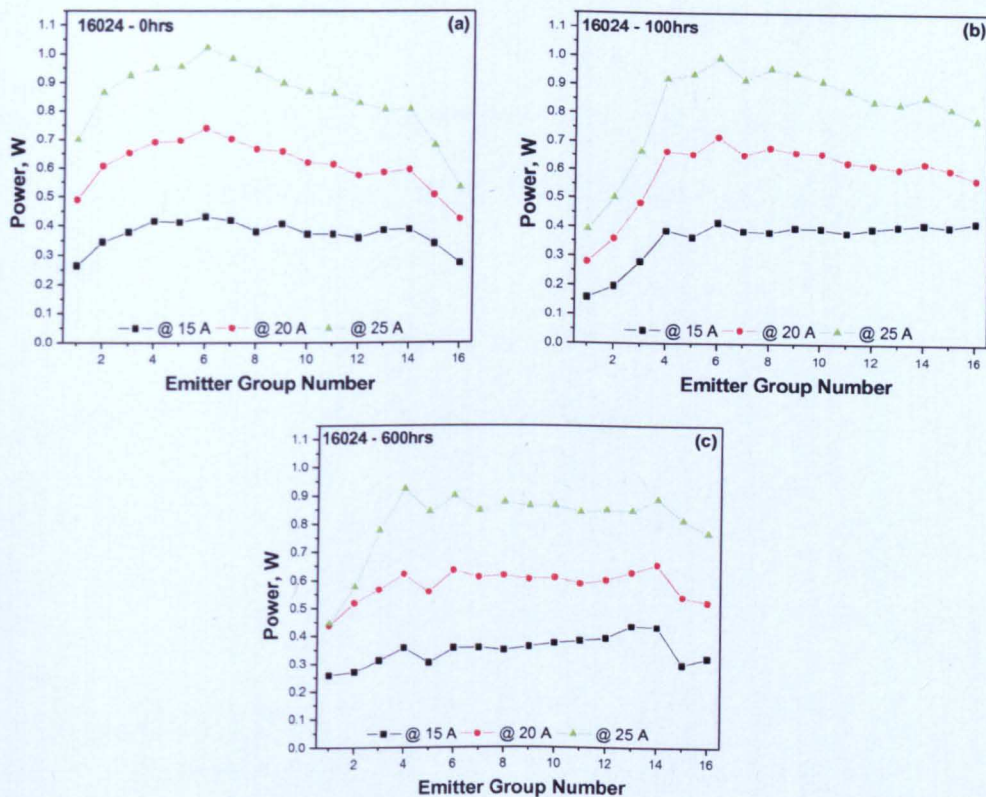 16024 - 0hrs
(a)
1.1
1.0
0.9
0.8
0.7
0.6
0.5
0.4
0.3
0.2
0.1
0.0
Power, W
@ 15 A @ 20 A @ 25 A
2 4 6 8 10 12 14 16
Emitter Group Number
16024 - 100hrs
(b)
1.1
1.0
0.9
0.8
0.7
0.6
0.5
0.4
0.3
0.2
0.1
0.0
Power, W
@ 15 A @ 20 A @ 25 A
2 4 6 8 10 12 14 16
Emitter Group Number
16024 - 600hrs
(c)
1.1
1.0
0.9
0.8
0.7
0.6
0.5
0.4
0.3
0.2
0.1
0.0
Power, W
@ 15 A @ 20 A @ 25 A
2 4 6 8 10 12 14 16
Emitter Group Number